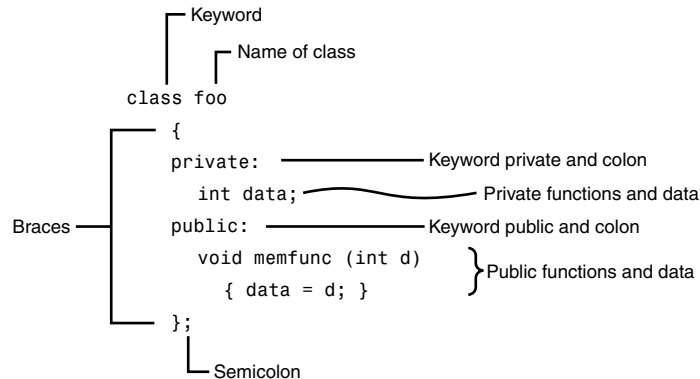 Keyword
Name of class
class foo
{
private:
Keyword private and colon
int data;
Private functions and data
Braces
public:
Keyword public and colon
void memfunc (int d)
{ data = d; }
Public functions and data
};
Semicolon